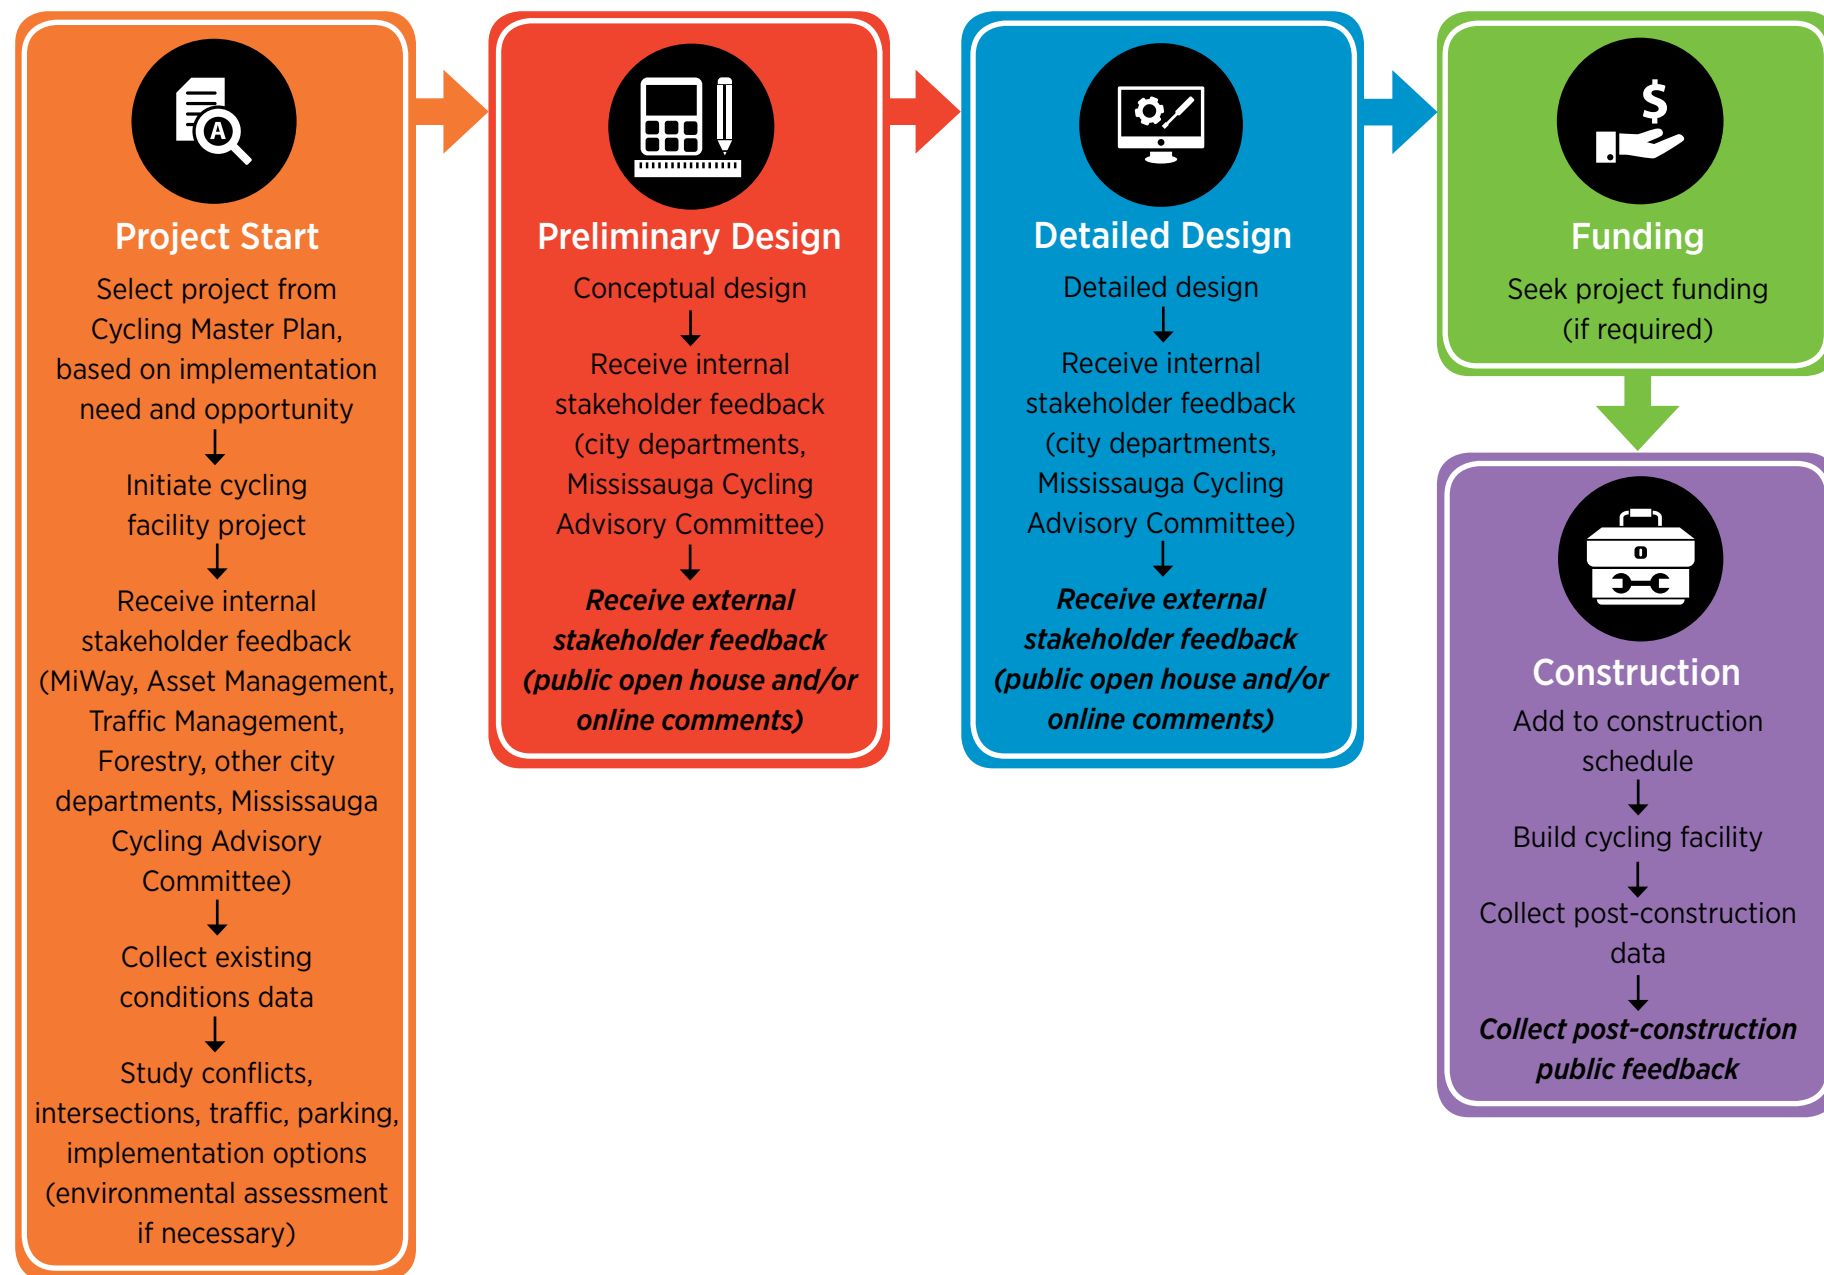 A
Project Start
Select project from
Cycling Master Plan,
based on implementation
need and opportunity
Initiate cycling
facility project
Receive internal
stakeholder feedback
(MiWay, Asset Management,
Traffic Management,
Forestry, other city
departments, Mississauga
Cycling Advisory
Committee)
Collect existing
conditions data
Study conflicts,
intersections, traffic, parking,
implementation options
(environmental assessment
if necessary)
Preliminary Design
Conceptual design
Receive internal
stakeholder feedback
(city departments,
Mississauga Cycling
Advisory Committee)
Receive external
stakeholder feedback
(public open house and/or
online comments)
Detailed Design
Detailed design
Receive internal
stakeholder feedback
(city departments,
Mississauga Cycling
Advisory Committee)
Receive external
stakeholder feedback
(public open house and/or
online comments)
$
Funding
Seek project funding
(if required)
Construction
Add to construction
schedule
Build cycling facility
Collect post-construction
data
Collect post-construction
public feedback